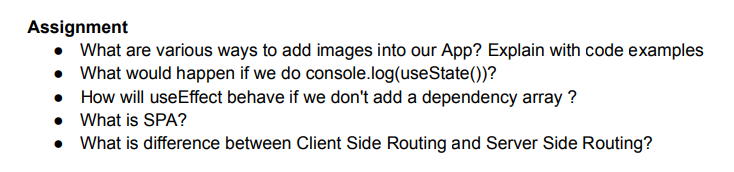 Assignment
● What are various ways to add images into our App? Explain with code examples
● What would happen if we do console.log(useState())?
● How will useEffect behave if we don't add a dependency array ?
● What is SPA?
● What is difference between Client Side Routing and Server Side Routing?